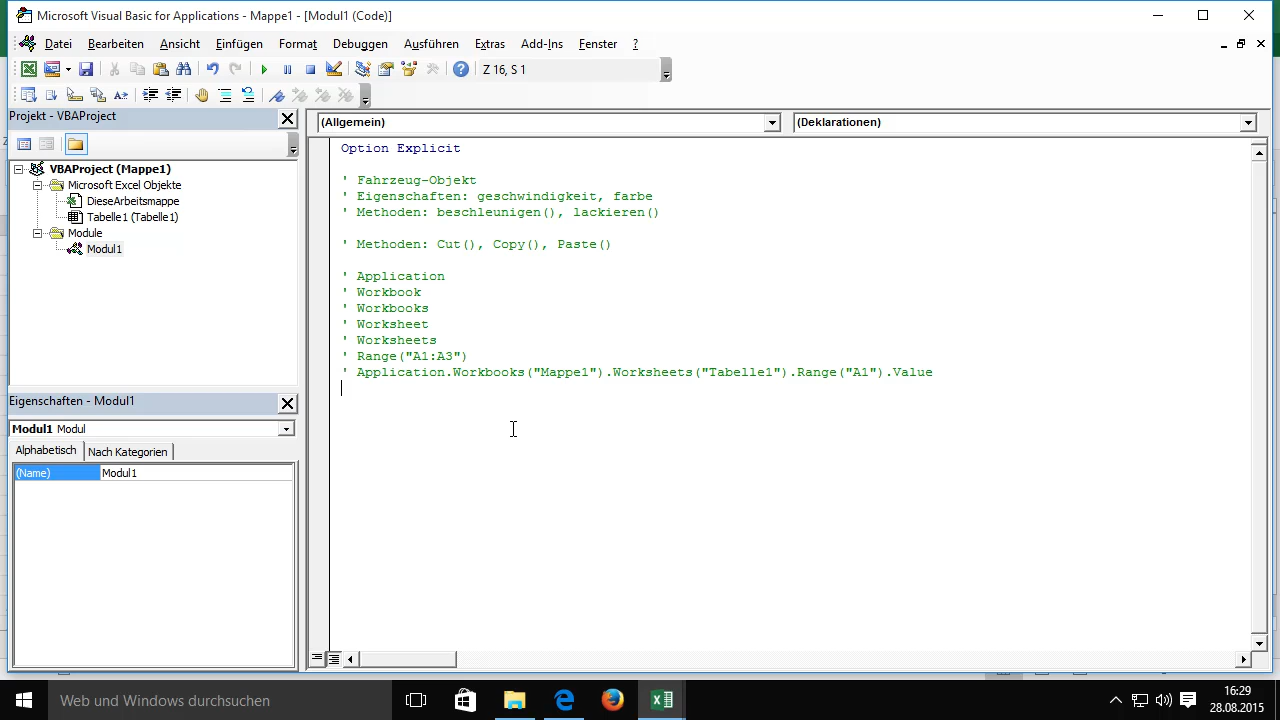 Microsoft Visual Basic for Applications - Mappe1 - [Modul1 (Code)]
Datei Bearbeiten Ansicht Einfügen Format Debuggen Ausführen Extras Add-Ins Fenster ?
Z 16, S 1
Projekt - VBAProject
(Allgemein) (Deklarationen)
VBAProject (Mappe1)
Microsoft Excel Objekte
DieseArbeitsmappe
Tabelle1 (Tabelle1)
Module
Modul1
Eigenschaften - Modul1
Modul1 Modul
Alphabetisch Nach Kategorien
(Name) Modul1
Option Explicit
' Fahrzeug-Objekt
' Eigenschaften: geschwindigkeit, farbe
' Methoden: beschleunigen(), lackieren()
' Methoden: Cut(), Copy(), Paste()
' Application
' Workbook
' Workbooks
' Worksheet
' Worksheets
' Range("A1:A3")
' Application.Workbooks("Mappe1").Worksheets("Tabelle1").Range("A1").Value
Web und Windows durchsuchen
16:29
28.08.2015